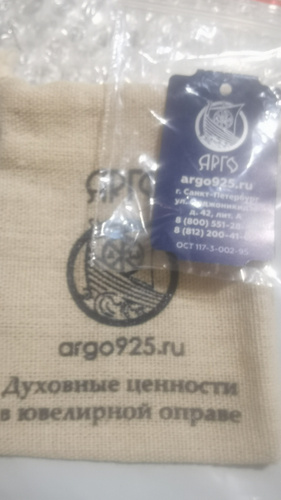 АРГО
argo925.ru
г. Санкт-Петербург
д. 42, лит. А
8 (800) 551-28
8 (812) 200-41
ОСТ 117-3-002-95
АРГО
argo925.ru
Духовные ценности
в ювелирной оправе